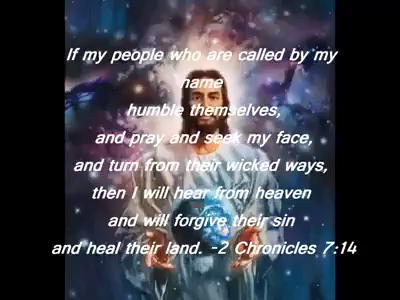 If my people who are called by my
name
humble themselves,
and pray and seek my face,
and turn from their wicked ways,
then I will hear from heaven
and will forgive their sin
and heal their land. -2 Chronicles 7:14